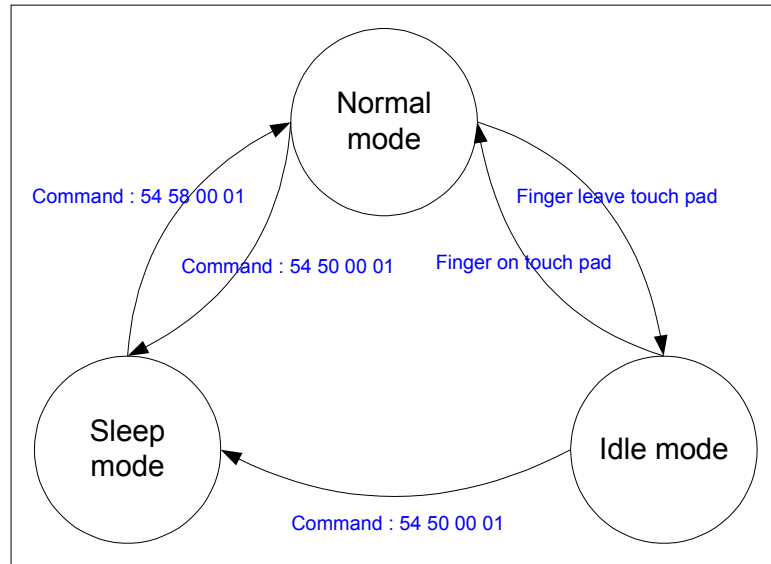 Normal
mode
Command : 54 58 00 01
Finger leave touch pad
Command : 54 50 00 01
Finger on touch pad
Sleep
mode
Idle mode
Command : 54 50 00 01